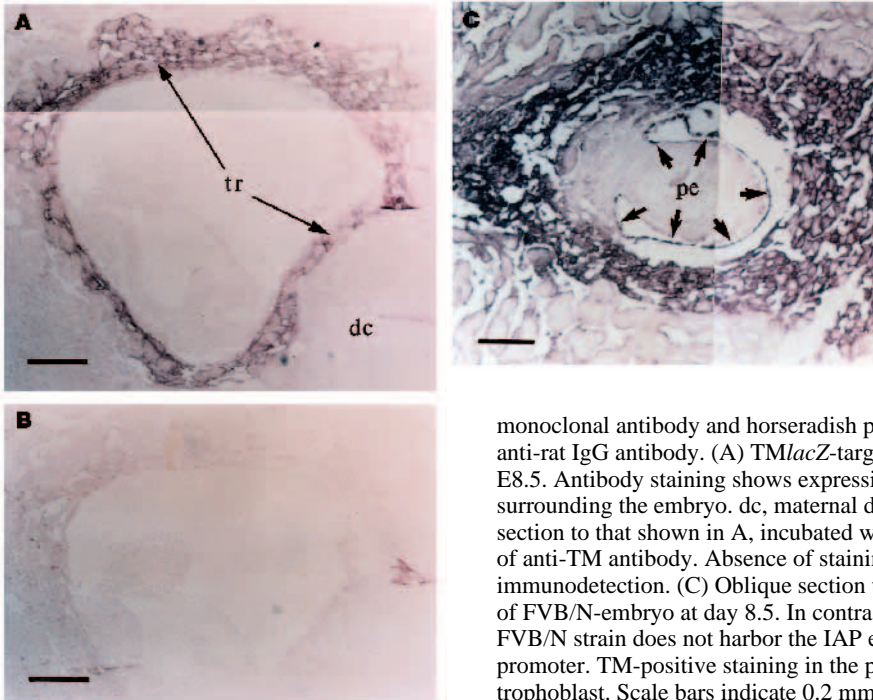 A
tr
dc
B
C
pe
monoclonal antibody and horseradish p
anti-rat IgG antibody. (A) TMlacZ-targ
E8.5. Antibody staining shows expressi
surrounding the embryo. dc, maternal d
section to that shown in A, incubated w
of anti-TM antibody. Absence of stainin
immunodetection. (C) Oblique section t
of FVB/N-embryo at day 8.5. In contra
FVB/N strain does not harbor the IAP e
promoter. TM-positive staining in the p
trophoblast. Scale bars indicate 0.2 mm